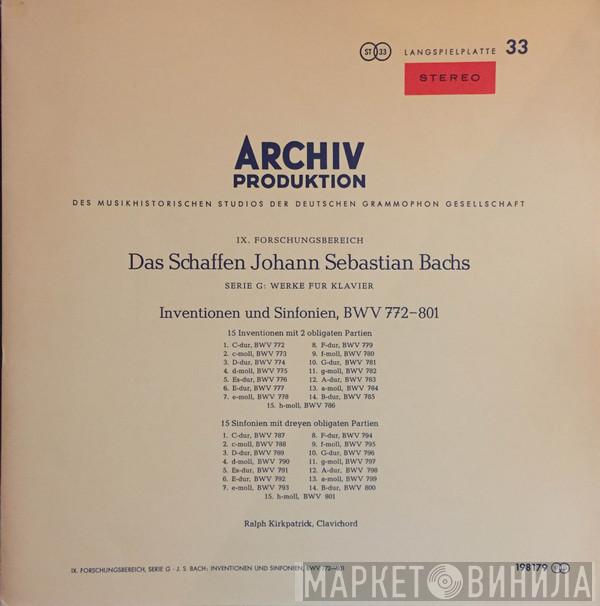 ST 33 LANGSPIELPLATTE 33
STEREO
ARCHIV
PRODUKTION
DES MUSIKHISTORISCHEN STUDIOS DER DEUTSCHEN GRAMMOPHON GESELLSCHAFT
IX. FORSCHUNGSBEREICH
Das Schaffen Johann Sebastian Bachs
SERIE G: WERKE FÜR KLAVIER
Inventionen und Sinfonien, BWV 772–801
15 Inventionen mit 2 obligaten Partien
1. C-dur, BWV 772 8. F-dur, BWV 779
2. c-moll, BWV 773 9. f-moll, BWV 780
3. D-dur, BWV 774 10. G-dur, BWV 781
4. d-moll, BWV 775 11. g-moll, BWV 782
5. Es-dur, BWV 776 12. A-dur, BWV 783
6. E-dur, BWV 777 13. a-moll, BWV 784
7. e-moll, BWV 778 14. B-dur, BWV 785
15. h-moll, BWV 786
15 Sinfonien mit dreyen obligaten Partien
1. C-dur, BWV 787 8. F-dur, BWV 794
2. c-moll, BWV 788 9. f-moll, BWV 795
3. D-dur, BWV 789 10. G-dur, BWV 796
4. d-moll, BWV 790 11. g-moll, BWV 797
5. Es-dur, BWV 791 12. A-dur, BWV 798
6. E-dur, BWV 792 13. a-moll, BWV 799
7. e-moll, BWV 793 14. B-dur, BWV 800
15. h-moll, BWV 801
Ralph Kirkpatrick, Clavichord
IX. FORSCHUNGSBEREICH, SERIE G · J. S. BACH: INVENTIONEN UND SINFONIEN, BWV 772–801 198179
МАРКЕТ ВИНИЛА